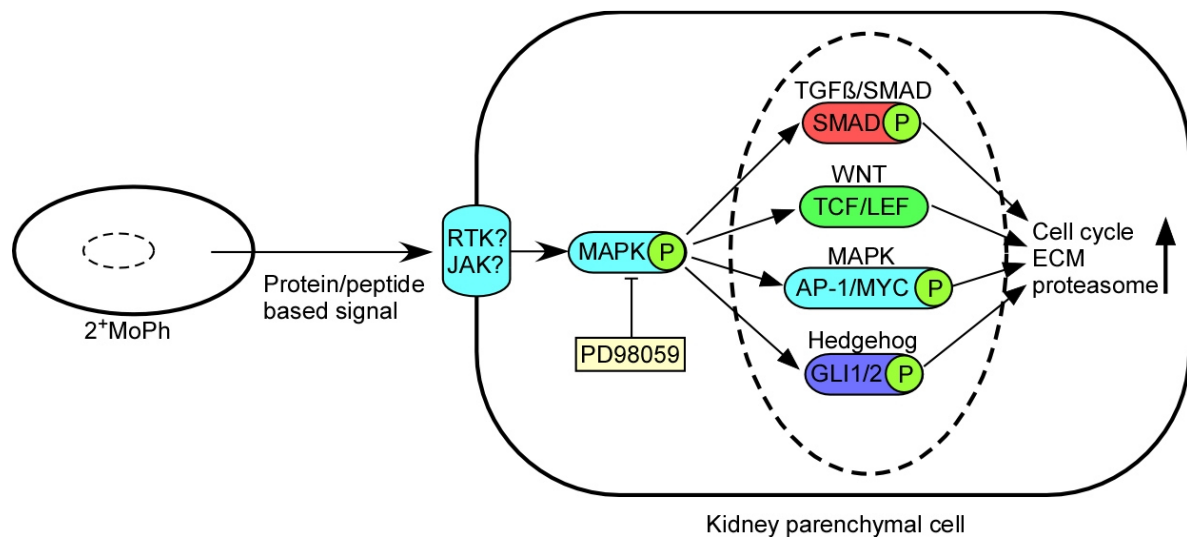 2⁺MoPh
Protein/peptide
based signal
RTK?
JAK?
MAPK P
PD98059
TGFß/SMAD
SMAD P
WNT
TCF/LEF
MAPK
AP-1/MYC P
Hedgehog
GLI1/2 P
Cell cycle
ECM
proteasome
Kidney parenchymal cell